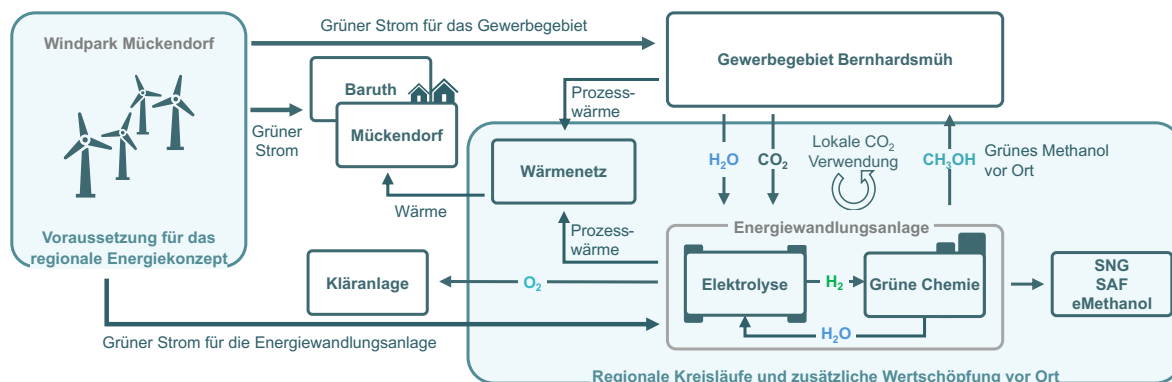 Grüner Strom für das Gewerbegebiet
Windpark Mückendorf
Gewerbegebiet Bernhardsmüh
Baruth
Mückendorf
Grüner
Strom
Prozess-
wärme
H₂O
CO₂
Lokale CO₂
Verwendung
CH₃OH
Grünes Methanol
vor Ort
Wärmenetz
Wärme
Voraussetzung für das
regionale Energiekonzept
Prozess-
wärme
Energiewandlungsanlage
Kläranlage
O₂
Elektrolyse
H₂
Grüne Chemie
SNG
SAF
eMethanol
H₂O
Grüner Strom für die Energiewandlungsanlage
Regionale Kreisläufe und zusätzliche Wertschöpfung vor Ort